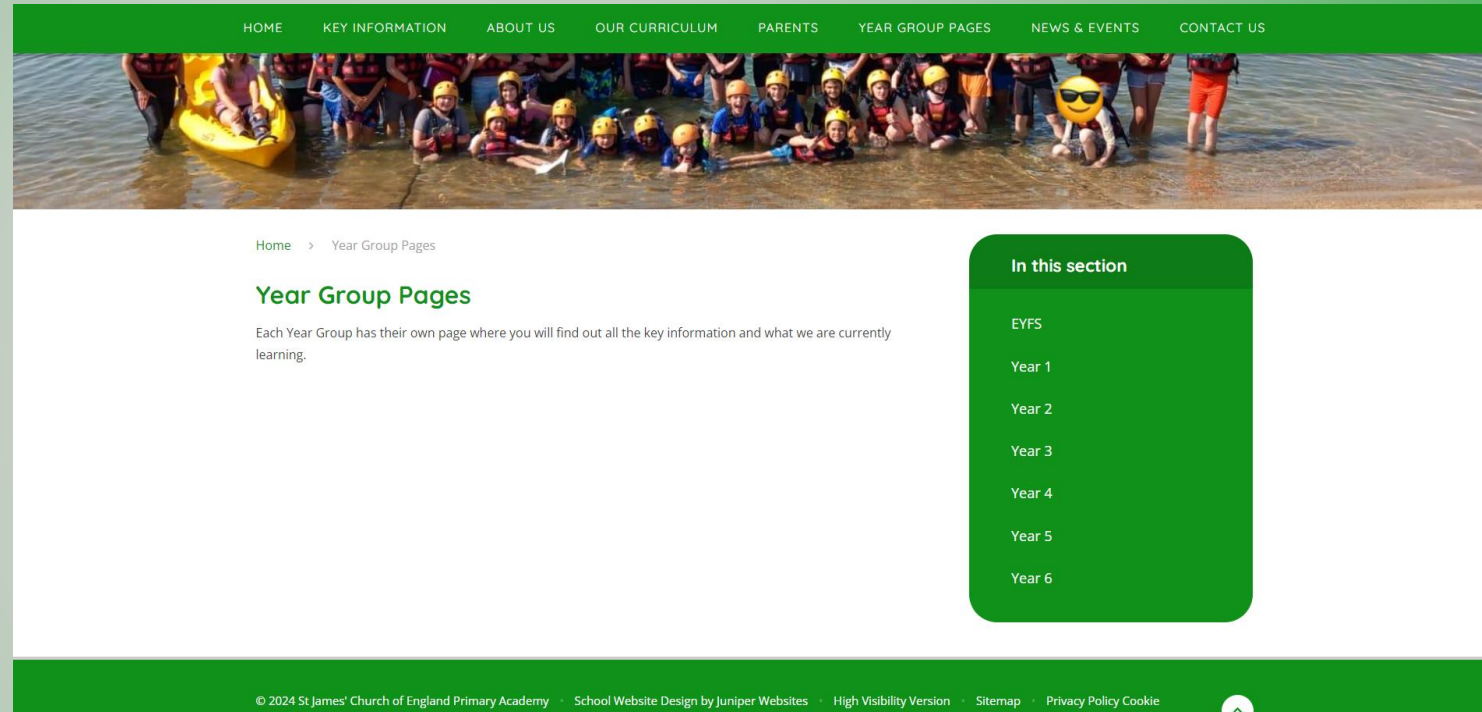 HOME KEY INFORMATION ABOUT US OUR CURRICULUM PARENTS YEAR GROUP PAGES NEWS & EVENTS CONTACT US
Home > Year Group Pages
Year Group Pages
Each Year Group has their own page where you will find out all the key information and what we are currently
learning.
In this section
EYFS
Year 1
Year 2
Year 3
Year 4
Year 5
Year 6
© 2024 St James' Church of England Primary Academy • School Website Design by Juniper Websites • High Visibility Version • Sitemap • Privacy Policy Cookie